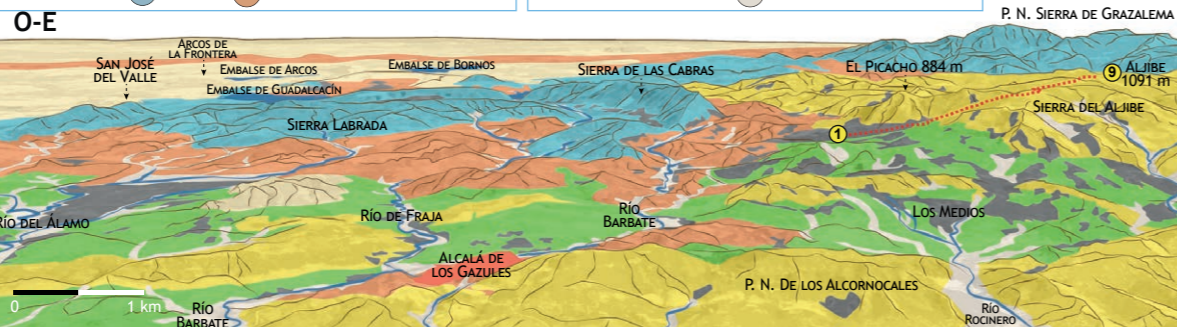 O-E
P. N. SIERRA DE GRAZALEMA
ARCOS DE
LA FRONTERA
SAN JOSÉ
DEL VALLE
EMBALSE DE ARCOS
EMBALSE DE BORNOS
SIERRA DE LAS CABRAS
EL PICACHO 884 m
9
ALJIBE
1091 m
EMBALSE DE GUADALCACÍN
SIERRA DEL ALJIBE
SIERRA LABRADA
1
RÍO DEL ÁLAMO
RÍO DE FRAJA
RÍO
BARBATE
LOS MEDIOS
ALCALÁ DE
LOS GAZULES
P. N. DE LOS ALCORNOCALES
0 1 km
RÍO
BARBATE
RÍO
ROCINERO